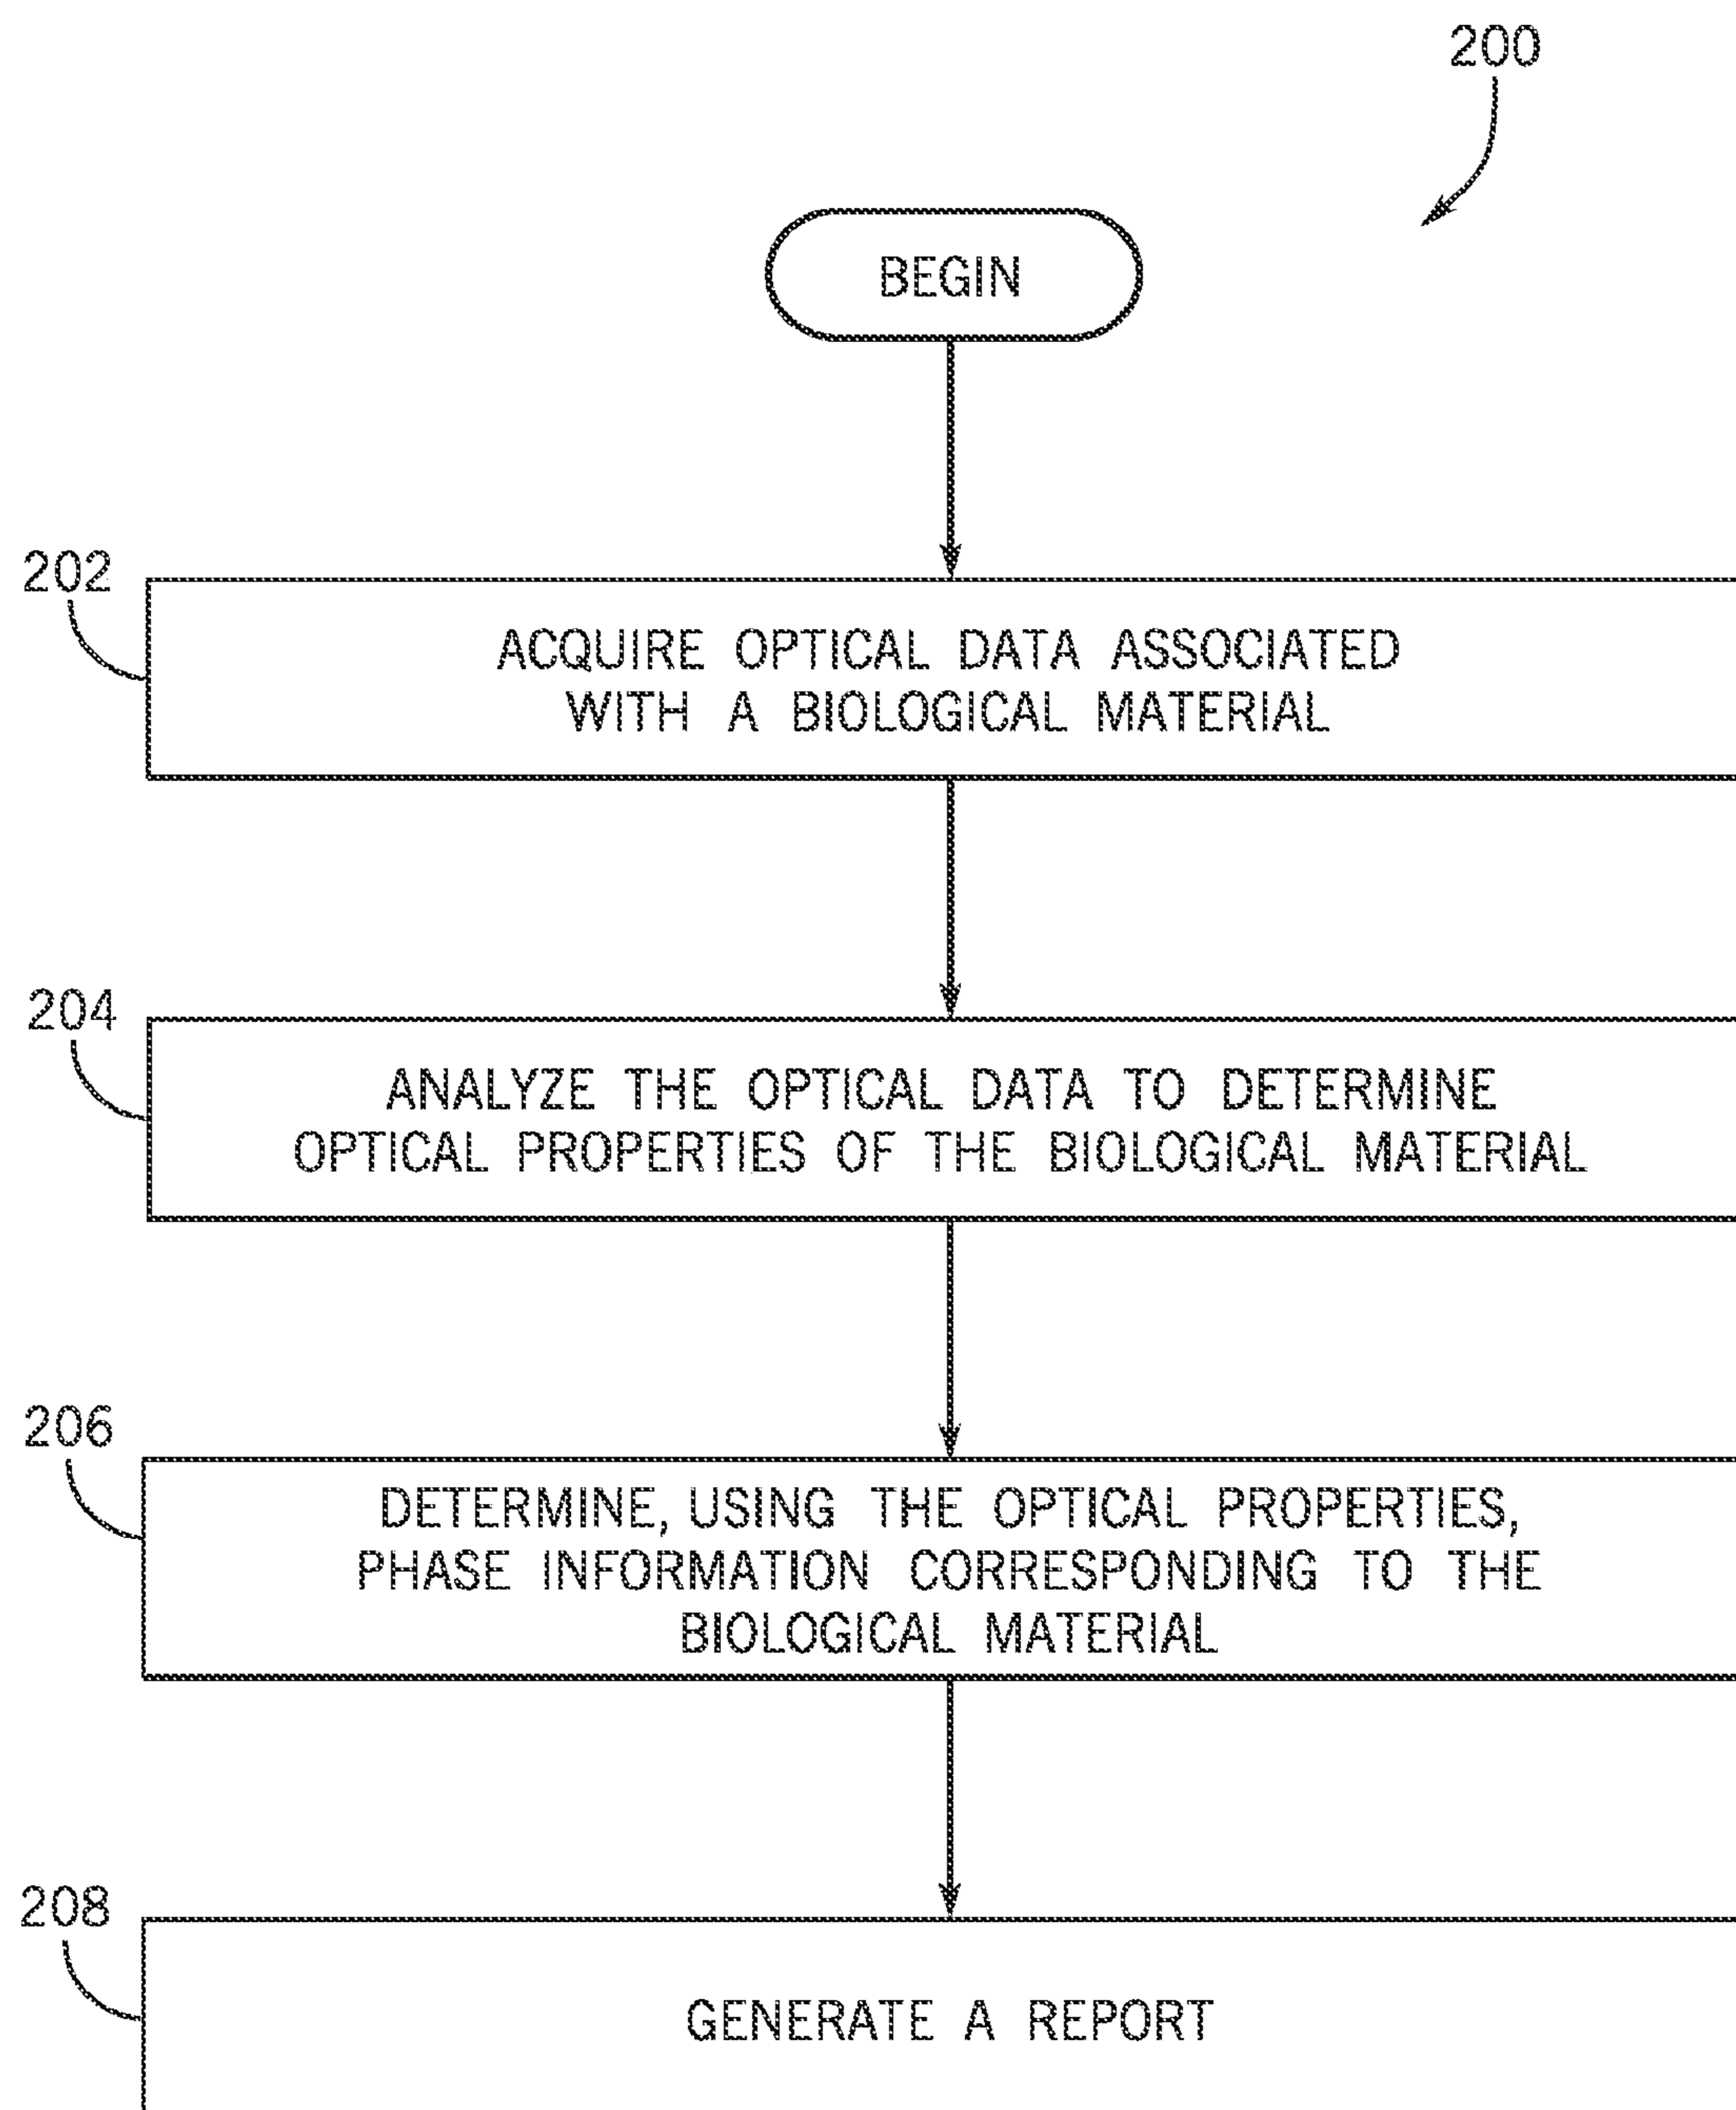 200
BEGIN
202
ACQUIRE OPTICAL DATA ASSOCIATED
WITH A BIOLOGICAL MATERIAL
204
ANALYZE THE OPTICAL DATA TO DETERMINE
OPTICAL PROPERTIES OF THE BIOLOGICAL MATERIAL
206
DETERMINE, USING THE OPTICAL PROPERTIES,
PHASE INFORMATION CORRESPONDING TO THE
BIOLOGICAL MATERIAL
208
GENERATE A REPORT